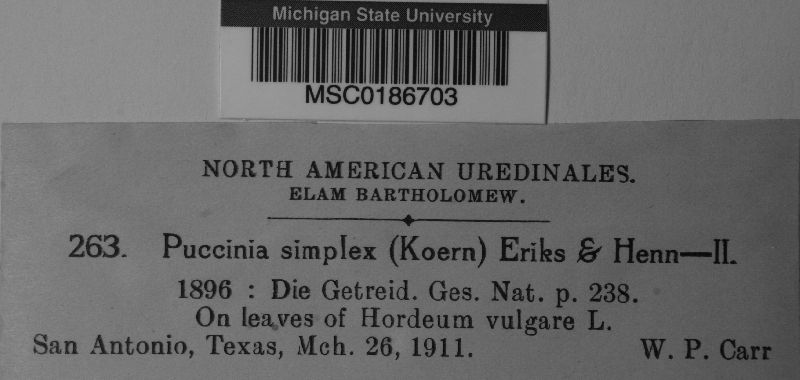 Michigan State University
MSC0186703
NORTH AMERICAN UREDINALES.
ELAM BARTHOLOMEW.
263. Puccinia simplex (Koern) Eriks & Henn—II.
1896 : Die Getreid. Ges. Nat. p. 238.
On leaves of Hordeum vulgare L.
San Antonio, Texas, Mch. 26, 1911. W. P. Carr